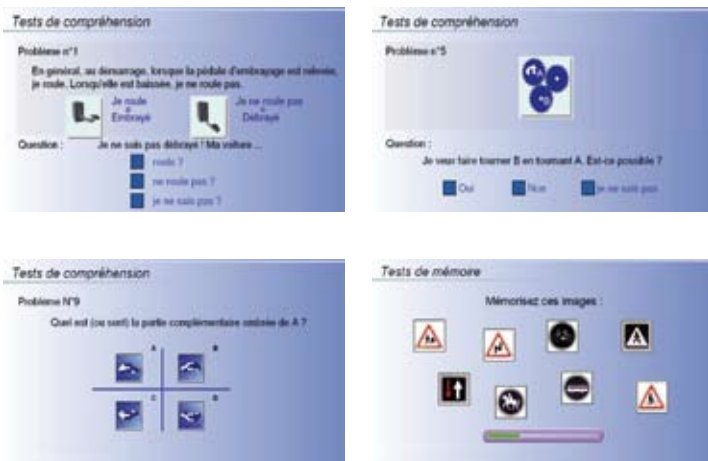 Tests de compréhension
Problème n°1
En général, au démarrage, lorsque la pédale d'embrayage est relevée,
je roule. Lorsqu'elle est baissée, je ne roule pas.
Je roule
=
Embrayé
Je ne roule pas
=
Débrayé
Question :
Je ne suis pas débrayé ! Ma voiture ...
roule ?
ne roule pas ?
je ne sais pas ?
Tests de compréhension
Problème n°5
A
B
Question :
Je veux faire tourner B en tournant A. Est-ce possible ?
Oui
Non
je ne sais pas
Tests de compréhension
Problème N°9
Quel est (ou sont) la partie complémentaire de A ?
A
B
C
D
Tests de mémoire
Mémorisez ces images :